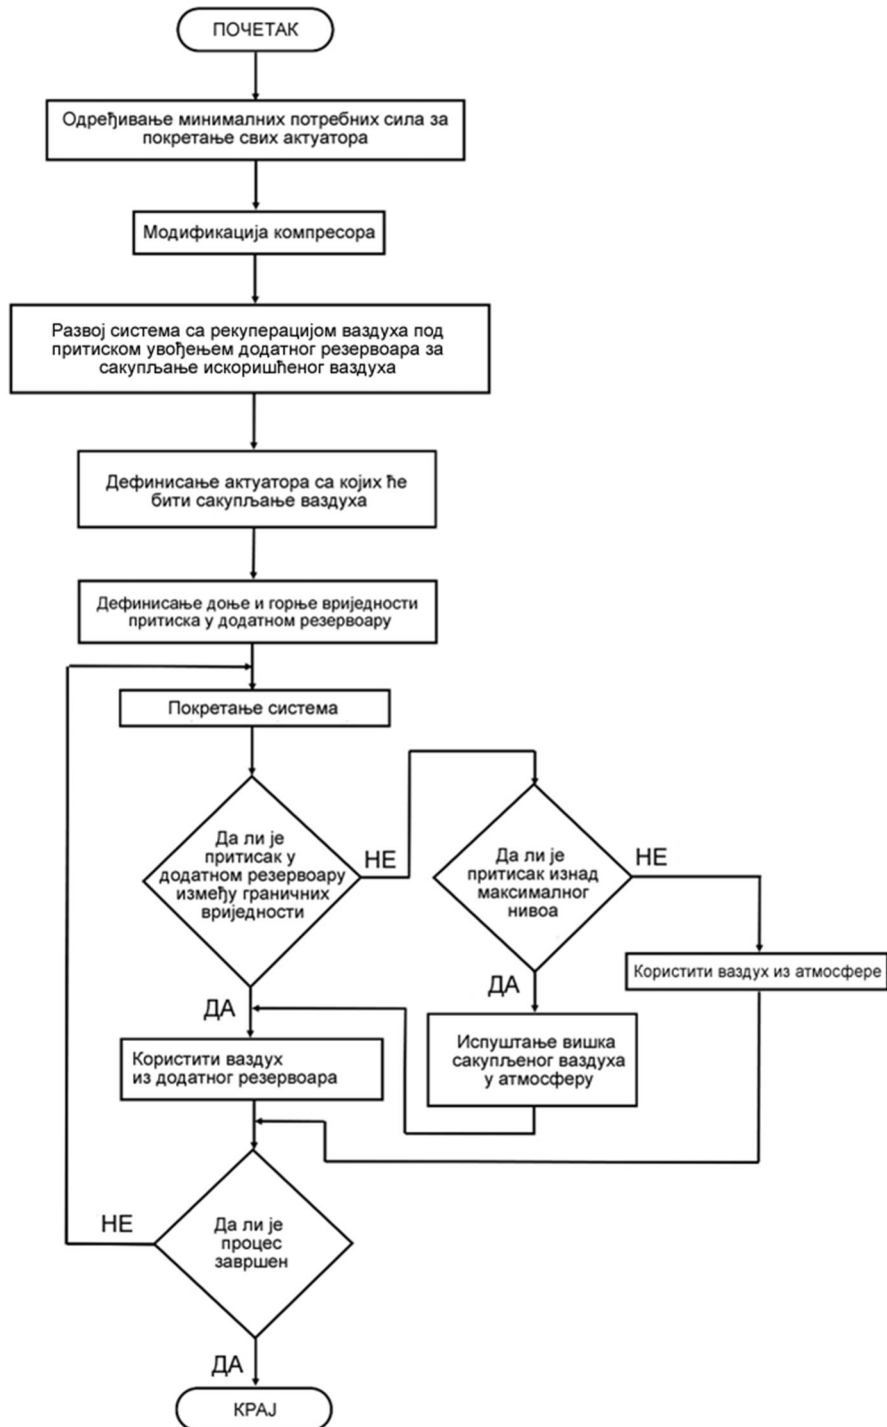 ПОЧЕТАК
Одређивање минималних потребних сила за
покретање свих актуатора
Модификација компресора
Развој система са рекуперацијом ваздуха под
притиском увођењем додатног резервоара за
сакупљање искоришћеног ваздуха
Дефинисање актуатора са којих ће
бити сакупљање ваздуха
Дефинисање доње и горње вриједности
притиска у додатном резервоару
Покретање система
Да ли је
притисак у
додатном резервоару
између граничних
вриједности
НЕ
Да ли је
притисак изнад
максималног
нивоа
НЕ
Користити ваздух из атмосфере
ДА
ДА
Испуштање вишка
сакупљеног ваздуха
у атмосферу
Користити ваздух
из додатног резервоара
НЕ
Да ли је
процес
завршен
ДА
КРАЈ